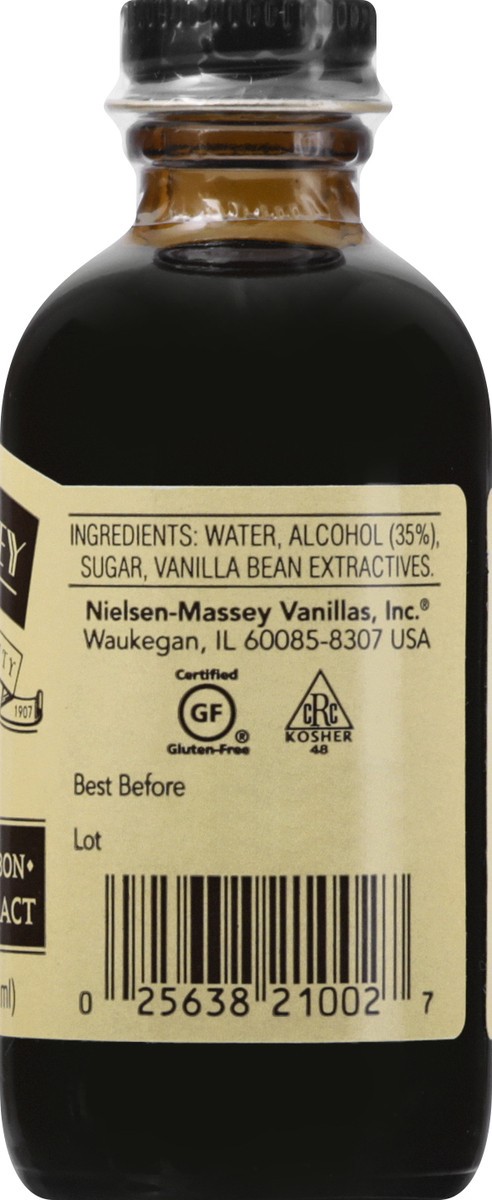 INGREDIENTS: WATER, ALCOHOL (35%),
SUGAR, VANILLA BEAN EXTRACTIVES.
Nielsen-Massey Vanillas, Inc.®
Waukegan, IL 60085-8307 USA
Certified
GF®
Gluten-Free
cRc
KOSHER
48
Best Before
Lot
0 25638 21002 7
1907
ml)